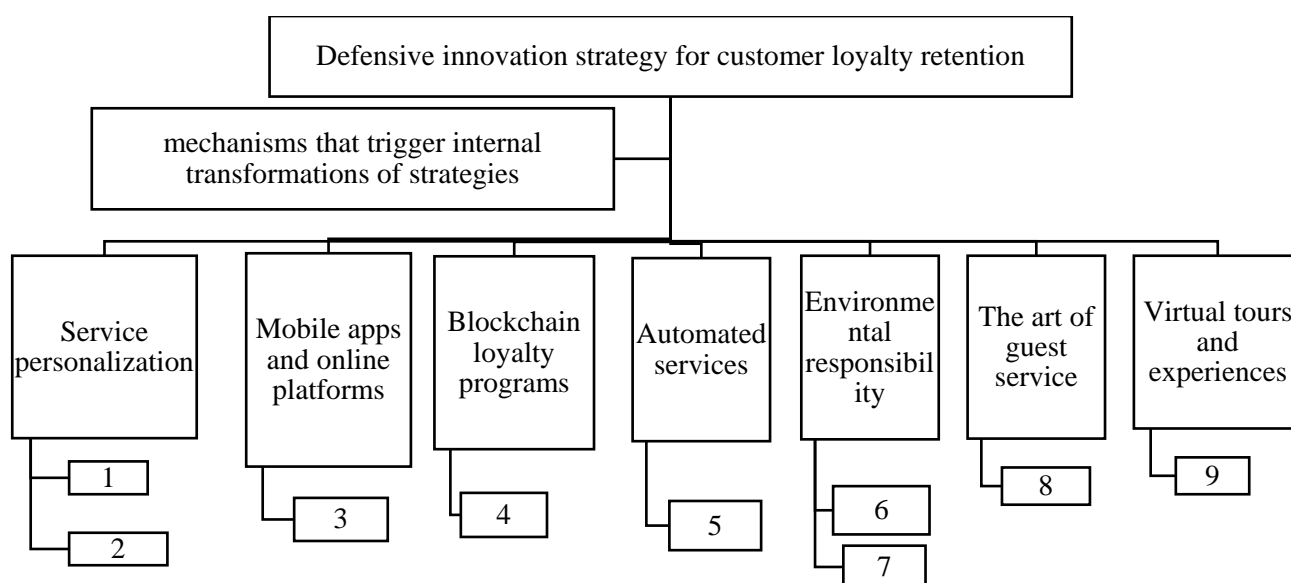 Defensive innovation strategy for customer loyalty retention
mechanisms that trigger internal
transformations of strategies
Service
personalization
Mobile apps
and online
platforms
Blockchain
loyalty
programs
Automated
services
Environme
ntal
responsibil
ity
The art of
guest
service
Virtual tours
and
experiences
1
2
3
4
5
6
7
8
9